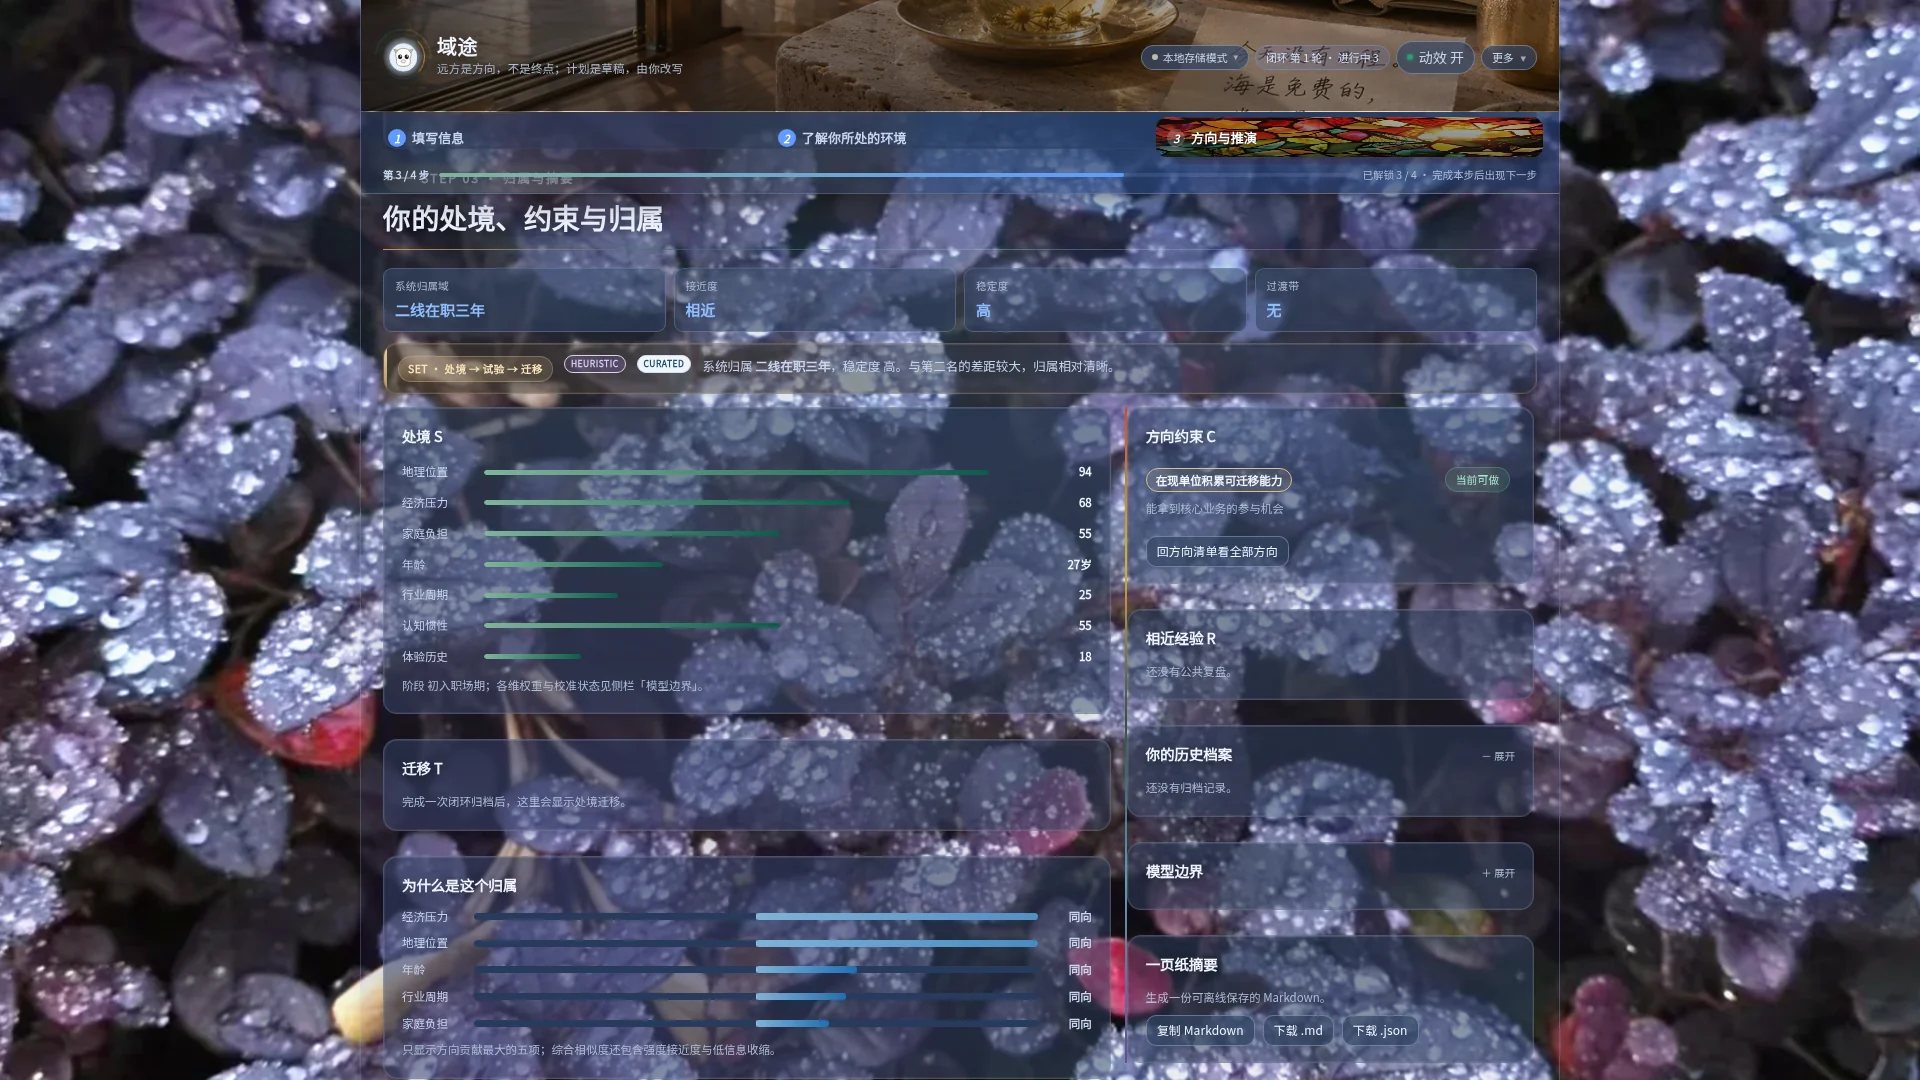 域途
远方是方向，不是终点；计划是草稿，由你改写
本地存储模式 ▾
闭环 第 1 轮 · 进行中 3
动效 开
更多 ▾
海是免费的，
1 填写信息
2 了解你所处的环境
3 方向与推演
第 3 / 4 步
STEP 03 · 归属与摘要
已解锁 3 / 4 · 完成本步后出现下一步
你的处境、约束与归属
系统归属域
二线在职三年
接近度
相近
稳定度
高
过渡带
无
SET · 处境 → 试验 → 迁移
HEURISTIC
CURATED
系统归属 二线在职三年，稳定度 高。与第二名的差距较大，归属相对清晰。
处境 S
地理位置 94
经济压力 68
家庭负担 55
年龄 27岁
行业周期 25
认知惯性 55
体验历史 18
阶段 初入职场期；各维权重与校准状态见侧栏「模型边界」。
迁移 T
完成一次闭环归档后，这里会显示处境迁移。
为什么是这个归属
经济压力 同向
地理位置 同向
年龄 同向
行业周期 同向
家庭负担 同向
只显示方向贡献最大的五项；综合相似度还包含强度接近度与低信息收缩。
方向约束 C
在现单位积累可迁移能力
当前可做
能拿到核心业务的参与机会
回方向清单看全部方向
相近经验 R
还没有公共复盘。
你的历史档案
－ 展开
还没有归档记录。
模型边界
＋ 展开
一页纸摘要
生成一份可离线保存的 Markdown。
复制 Markdown
下载 .md
下载 .json